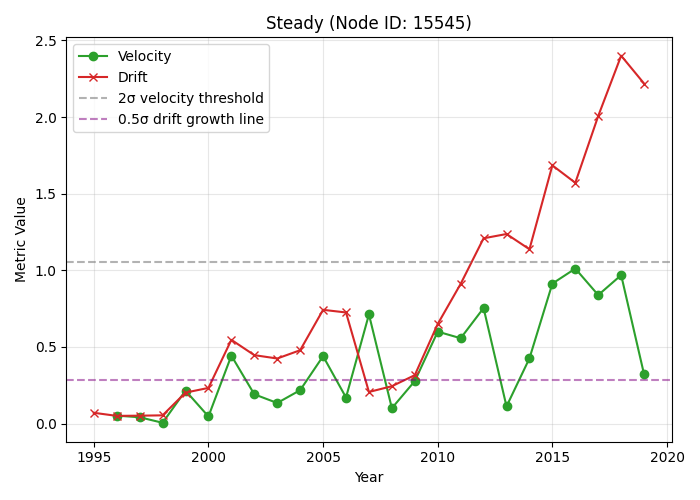 Steady (Node ID: 15545)
Velocity
Drift
2σ velocity threshold
0.5σ drift growth line
Metric Value
2.5
2.0
1.5
1.0
0.5
0.0
1995 2000 2005 2010 2015 2020
Year